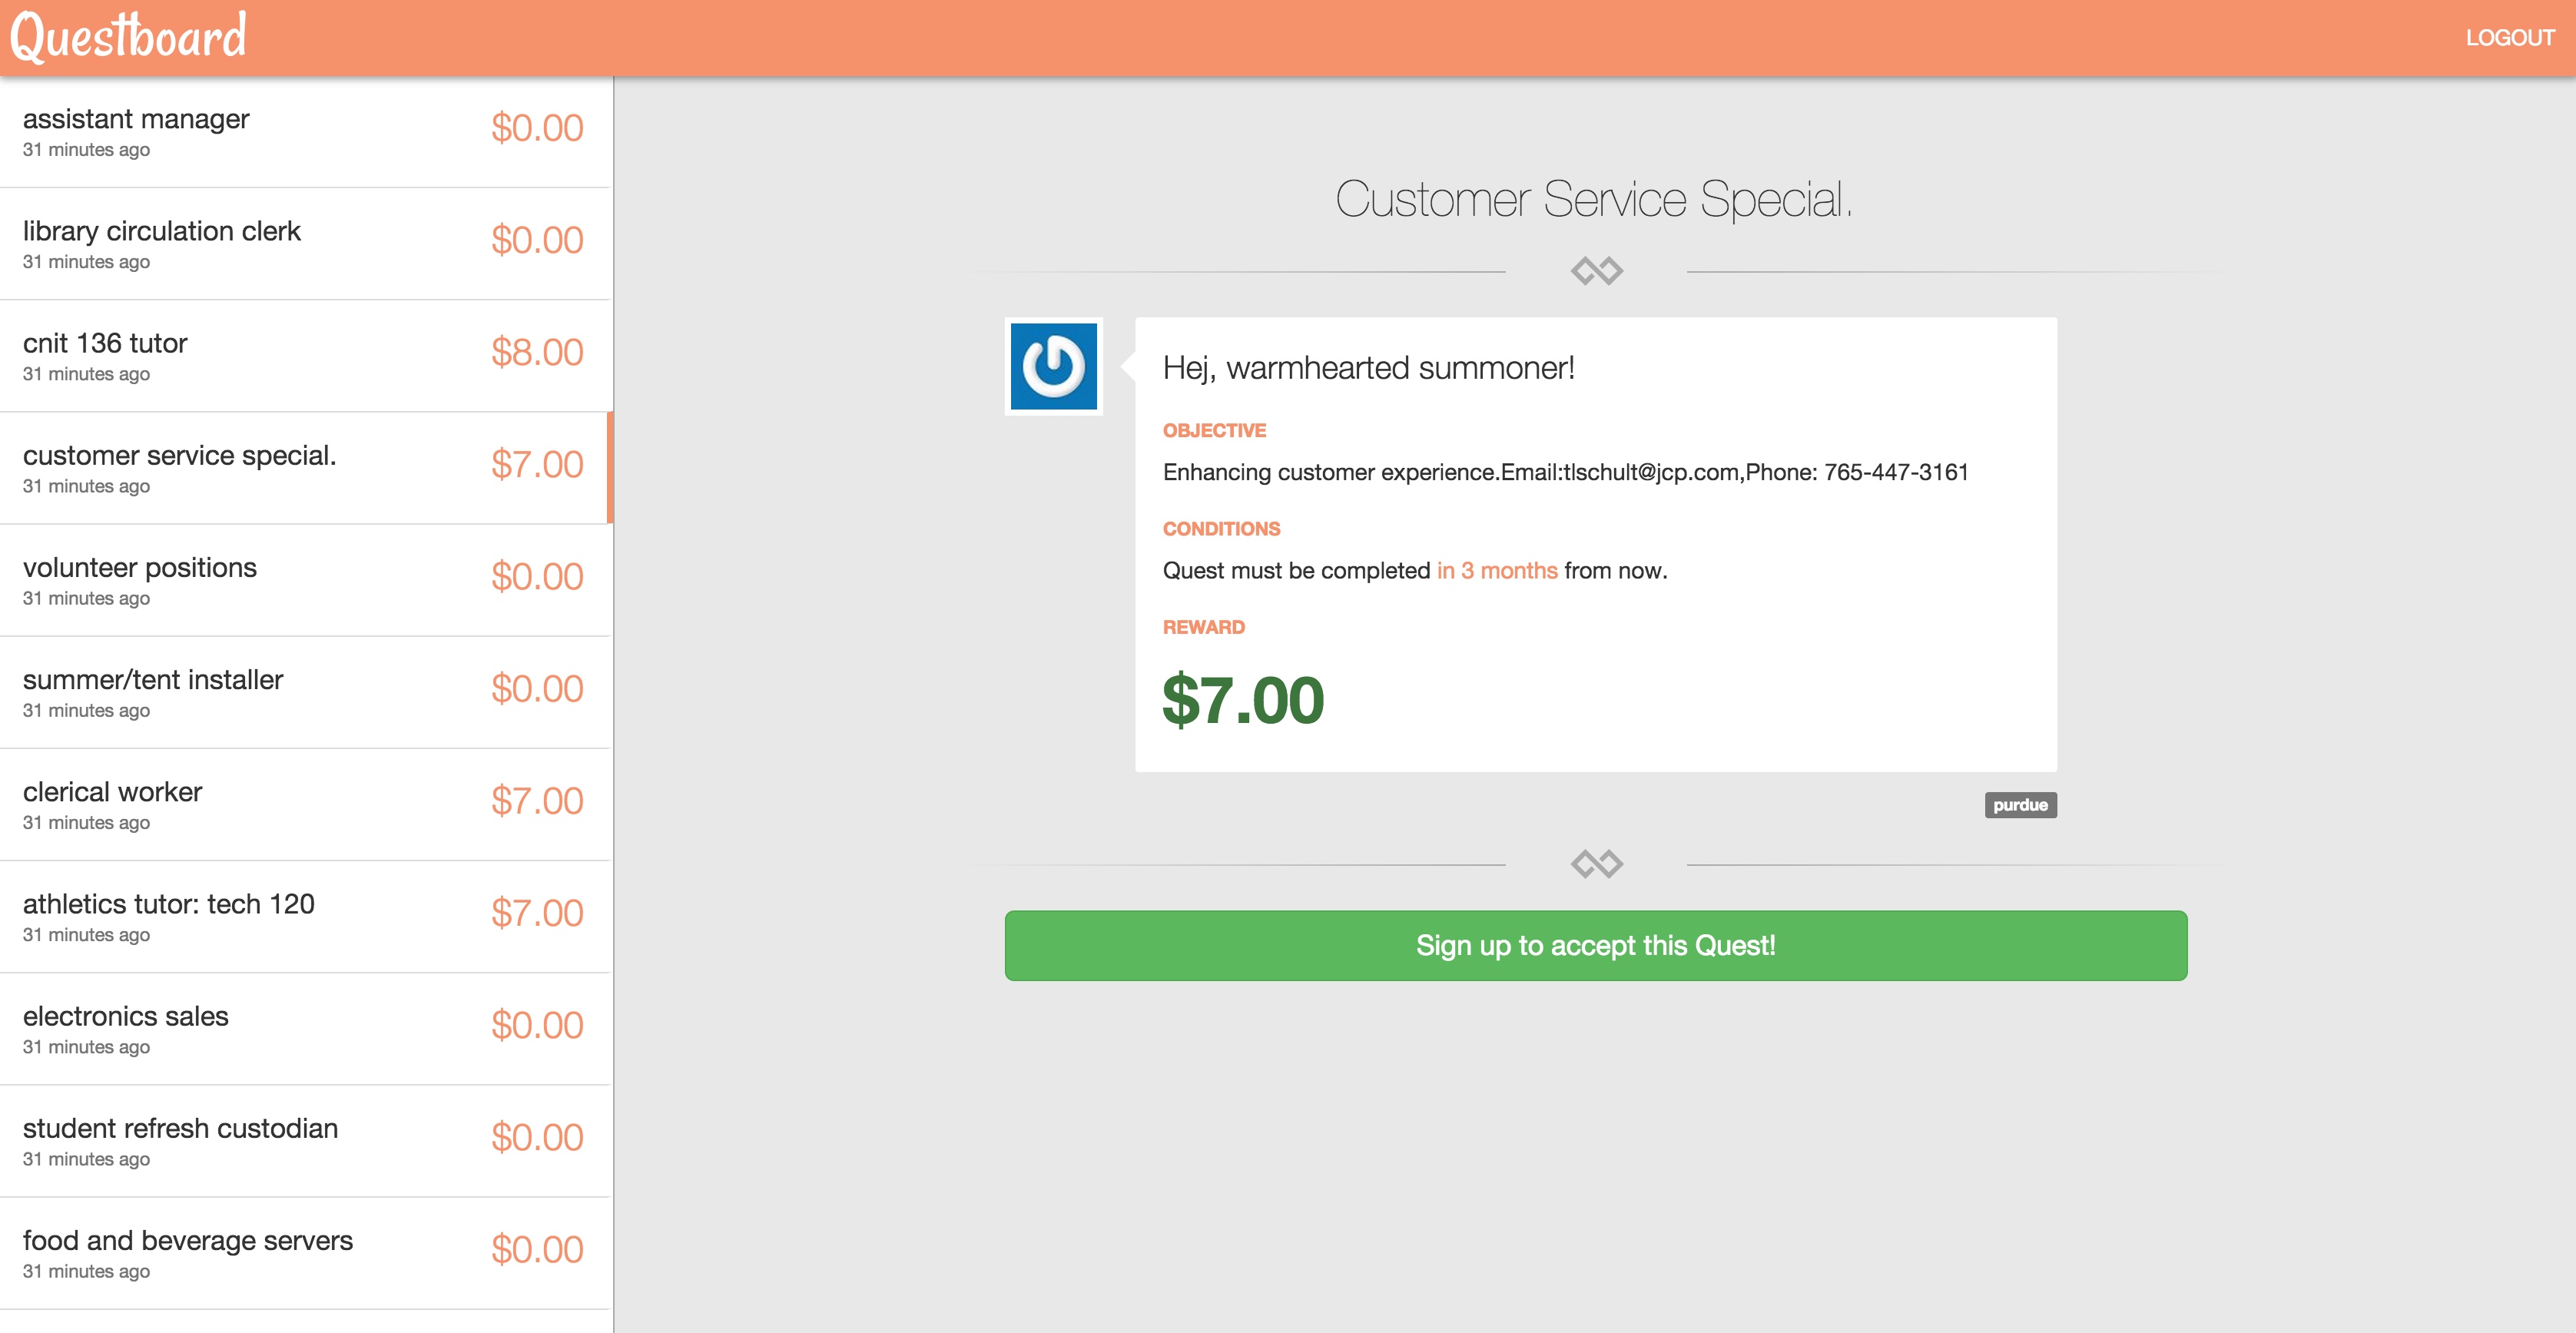 Questboard
LOGOUT
assistant manager
$0.00
31 minutes ago
library circulation clerk
$0.00
31 minutes ago
cnit 136 tutor
$8.00
31 minutes ago
customer service special.
$7.00
31 minutes ago
volunteer positions
$0.00
31 minutes ago
summer/tent installer
$0.00
31 minutes ago
clerical worker
$7.00
31 minutes ago
athletics tutor: tech 120
$7.00
31 minutes ago
electronics sales
$0.00
31 minutes ago
student refresh custodian
$0.00
31 minutes ago
food and beverage servers
$0.00
31 minutes ago
Customer Service Special.
Hej, warmhearted summoner!
OBJECTIVE
Enhancing customer experience.Email:tlschult@jcp.com,Phone: 765-447-3161
CONDITIONS
Quest must be completed in 3 months from now.
REWARD
$7.00
purdue
Sign up to accept this Quest!